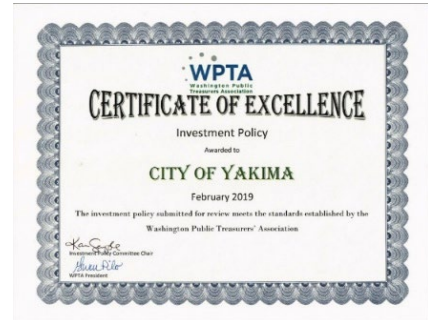 WPTA
Washington Public
Treasurers Association
CERTIFICATE OF EXCELLENCE
Investment Policy
Awarded to
CITY OF YAKIMA
February 2019
The investment policy submitted for review meets the standards established by the
Washington Public Treasurers' Association
Investment Policy Committee Chair
WPTA President